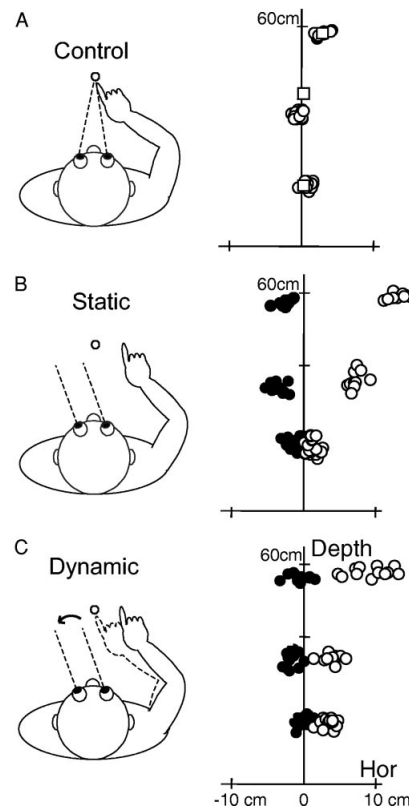 A
Control
60cm
B
Static
60cm
C
Dynamic
60cm
Depth
Hor
-10 cm 0 10 cm